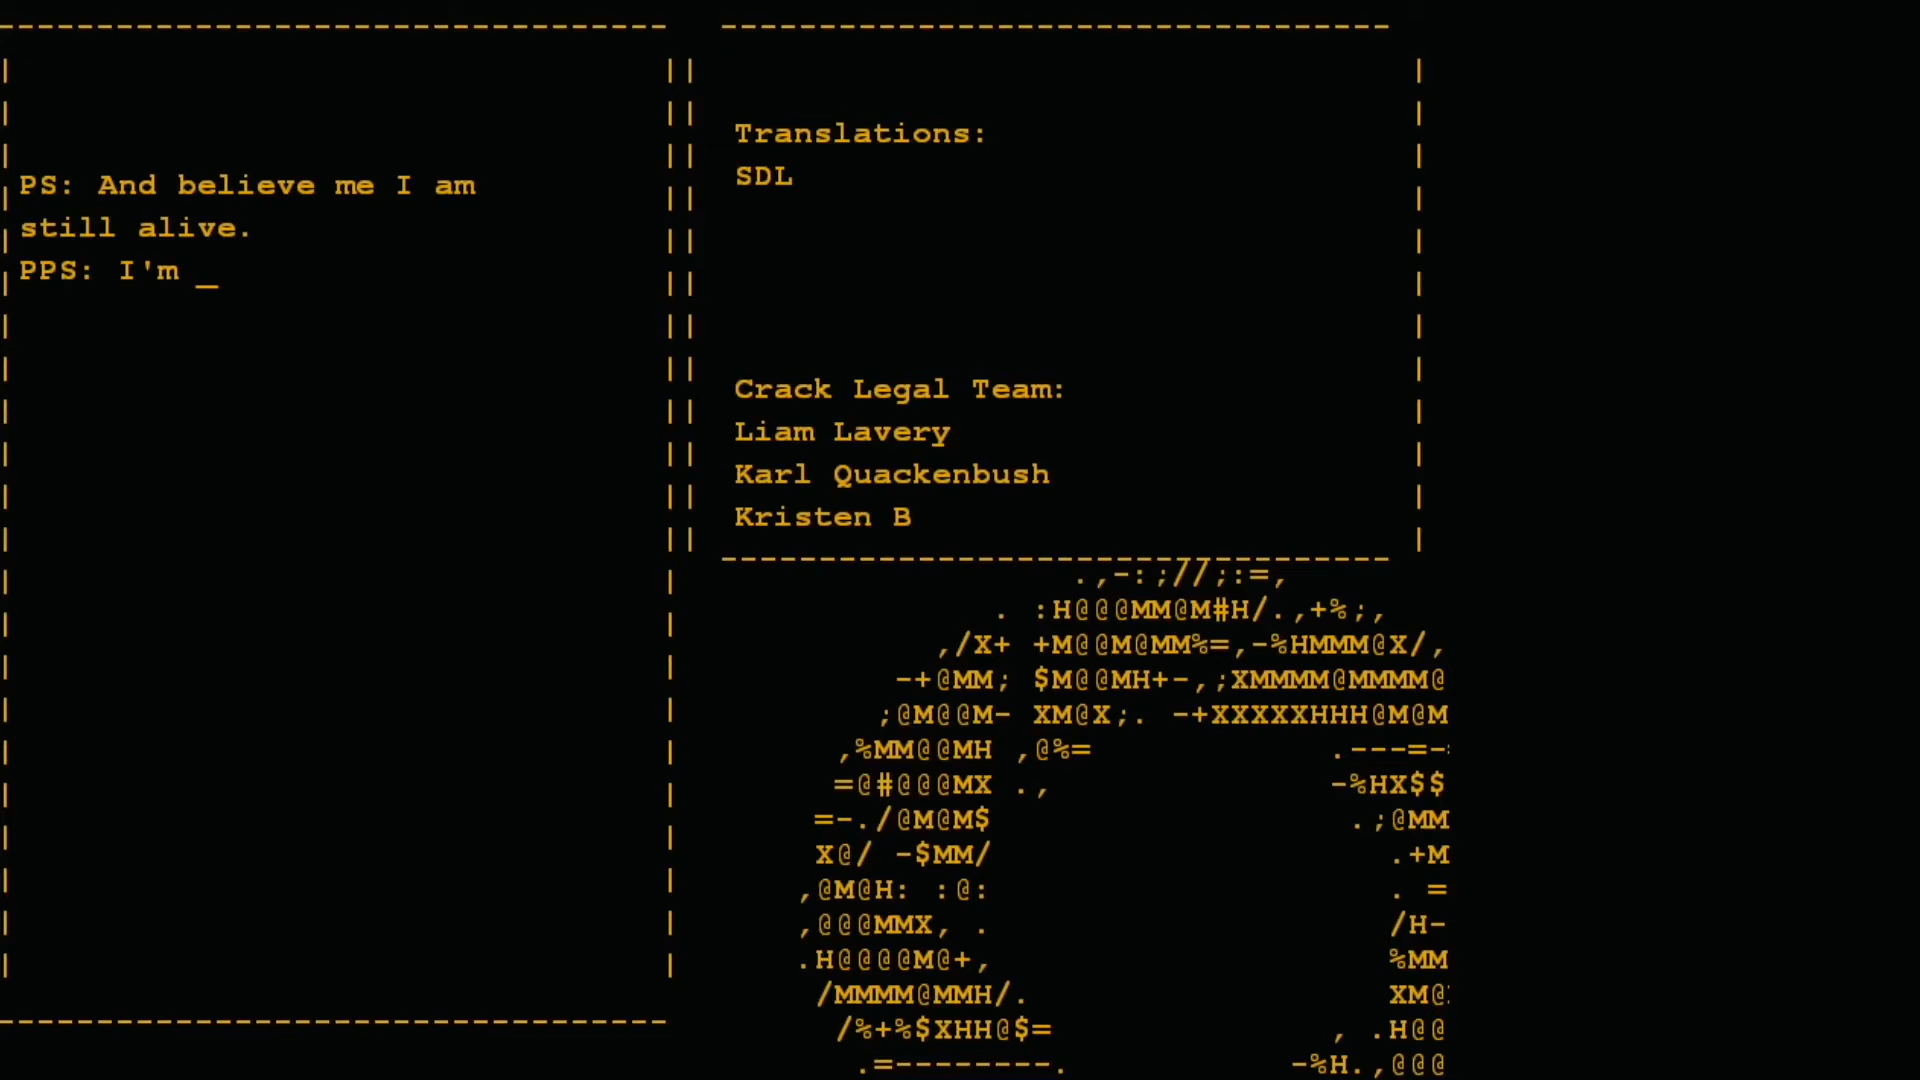 PS: And believe me I am
still alive.
PPS: I'm _
Translations:
SDL
Crack Legal Team:
Liam Lavery
Karl Quackenbush
Kristen B